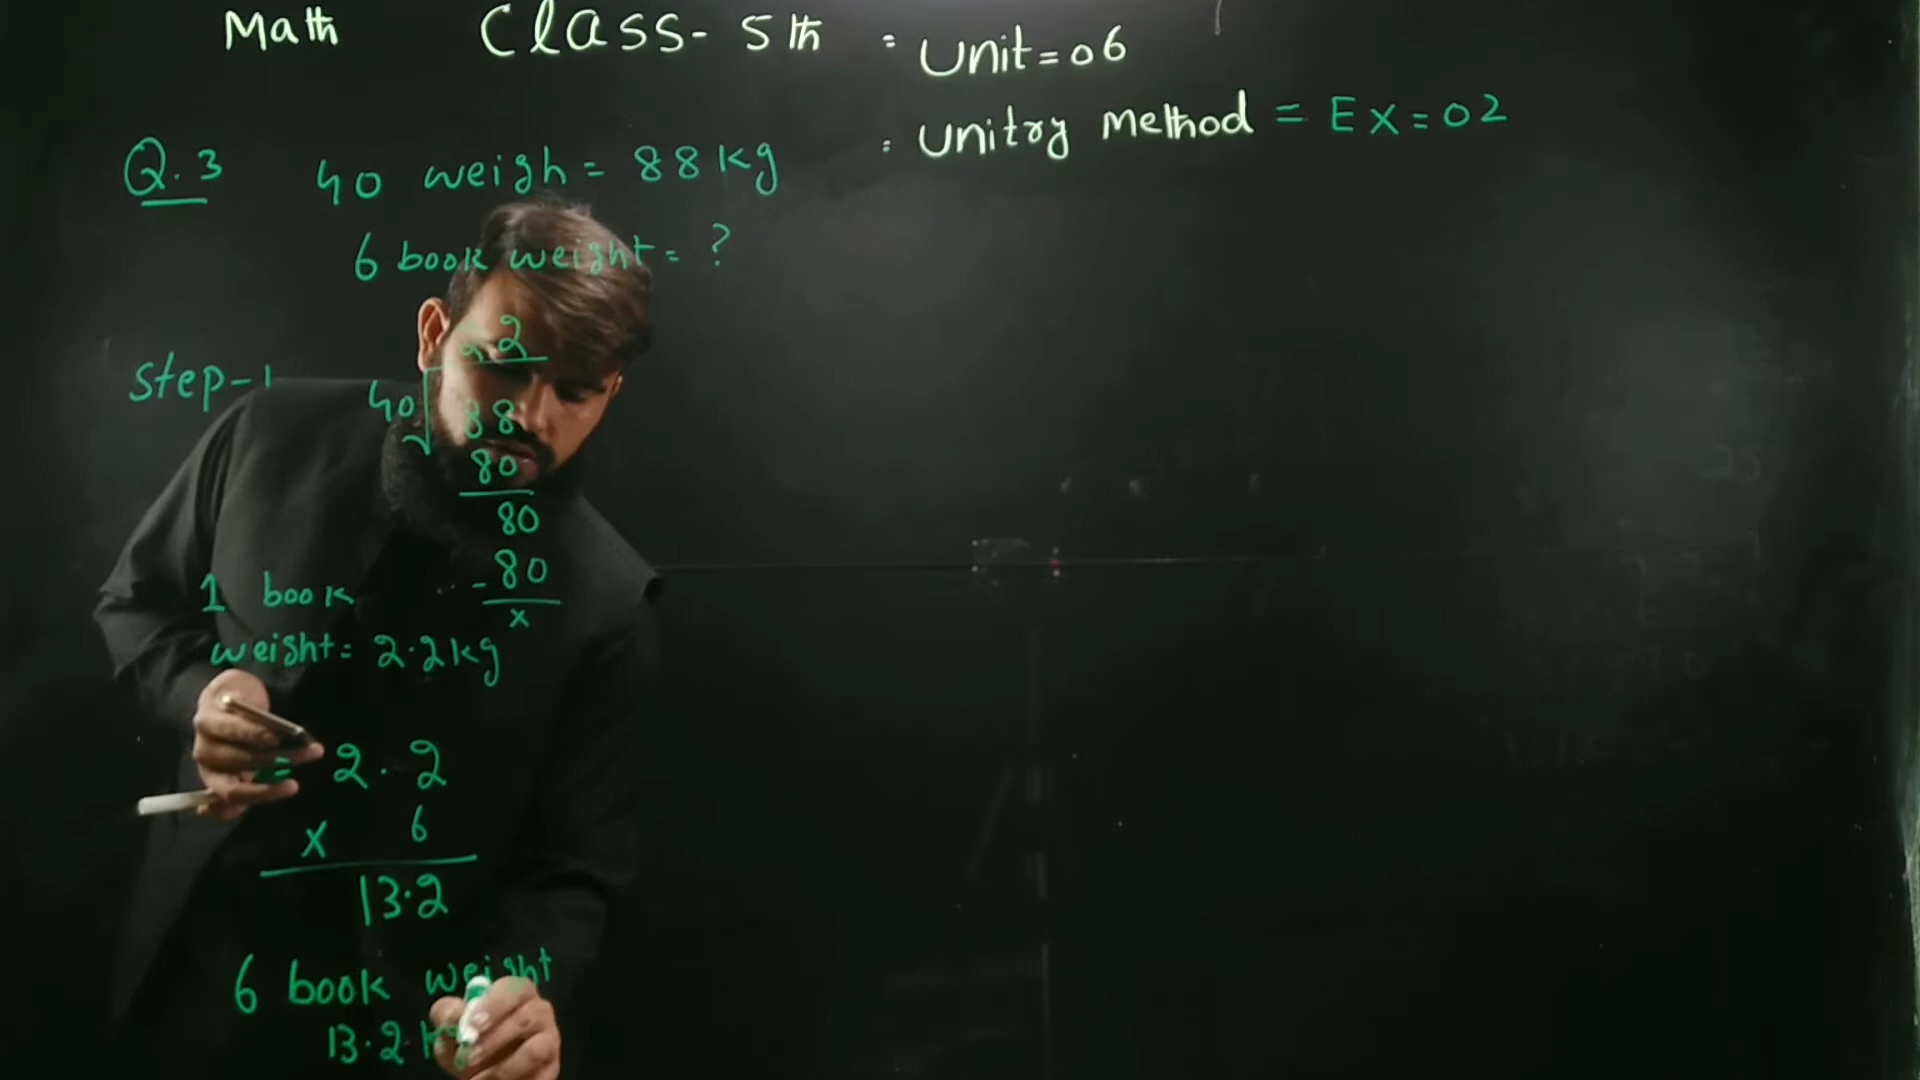 Math Class- 5th = Unit=06
= Unitry Method = EX=02
Q.3 40 weigh = 88 kg
6 book weight = ?
Step-1
2.2
40 88
80
80
-80
x
1 book
weight= 2.2kg
= 2.2
x 6
13.2
6 book weight
13.2 kg